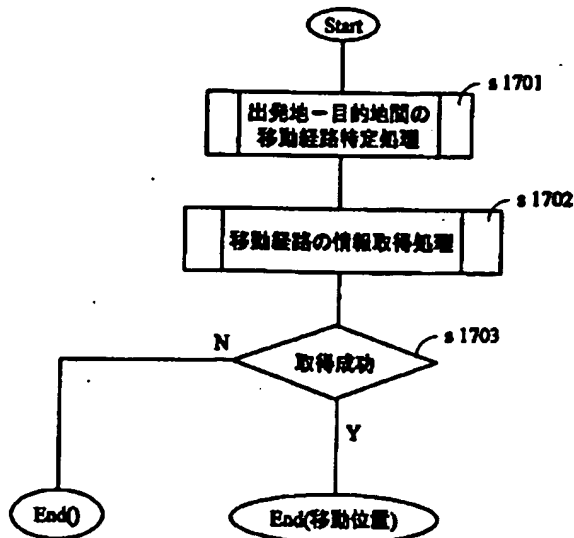 Start
s 1701
出発地－目的地間の
移動経路特定処理
s 1702
移動経路の情報取得処理
s 1703
取得成功
N
Y
End()
End(移動位置)